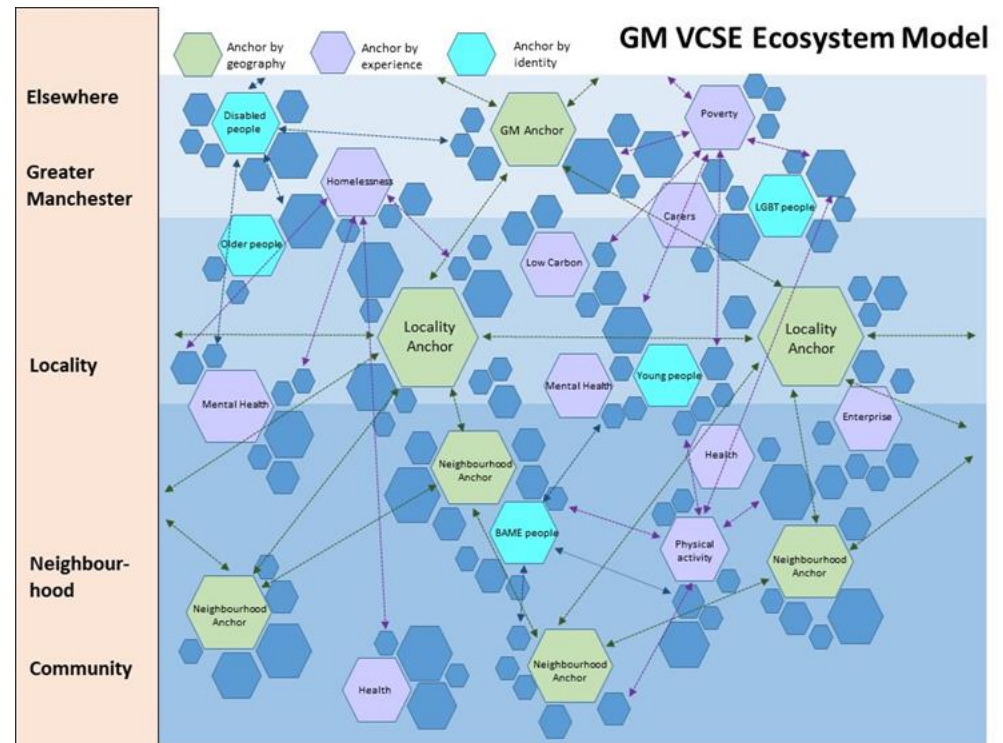 GM VCSE Ecosystem Model
Anchor by
geography
Anchor by
experience
Anchor by
identity
Elsewhere
Greater
Manchester
Locality
Neighbour-
hood
Community
Disabled
people
GM Anchor
Poverty
Homelessness
Carers
LGBT people
Older people
Low Carbon
Locality
Anchor
Locality
Anchor
Mental Health
Mental Health
Young people
Enterprise
Neighbourhood
Anchor
Health
BAME people
Physical
activity
Neighbourhood
Anchor
Neighbourhood
Anchor
Neighbourhood
Anchor
Health